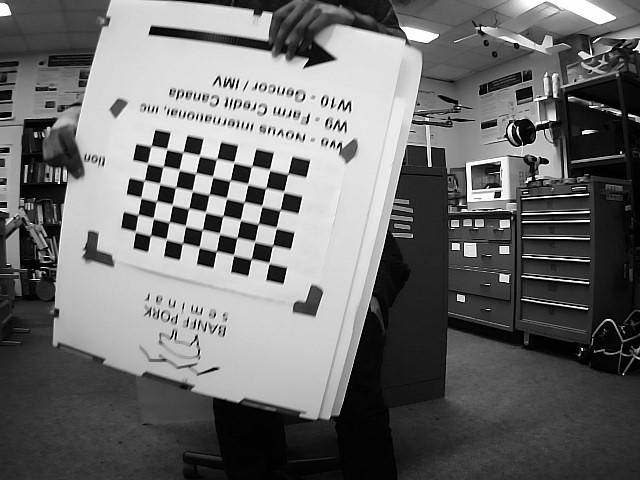 BANFF PORK
Seminar
tion
W8 - Novus International, Inc
W9 - Farm Credit Canada
W10 - Gencor / IMV